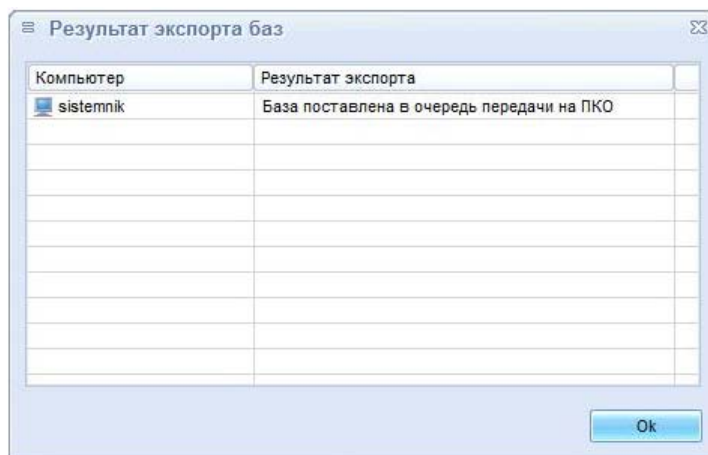 Результат экспорта баз
Компьютер Результат экспорта
sistemnik База поставлена в очередь передачи на ПКО
Ok